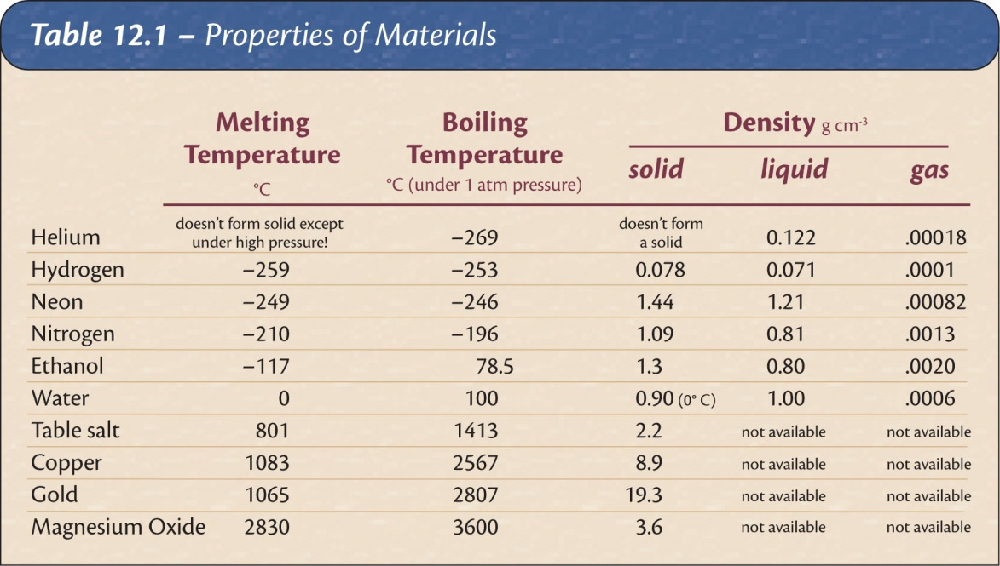 Table 12.1 – Properties of Materials
Melting Temperature °C
Boiling Temperature °C (under 1 atm pressure)
Density g cm⁻³
solid liquid gas
Helium doesn't form solid except under high pressure! –269 doesn't form a solid 0.122 .00018
Hydrogen –259 –253 0.078 0.071 .0001
Neon –249 –246 1.44 1.21 .00082
Nitrogen –210 –196 1.09 0.81 .0013
Ethanol –117 78.5 1.3 0.80 .0020
Water 0 100 0.90 (0° C) 1.00 .0006
Table salt 801 1413 2.2 not available not available
Copper 1083 2567 8.9 not available not available
Gold 1065 2807 19.3 not available not available
Magnesium Oxide 2830 3600 3.6 not available not available